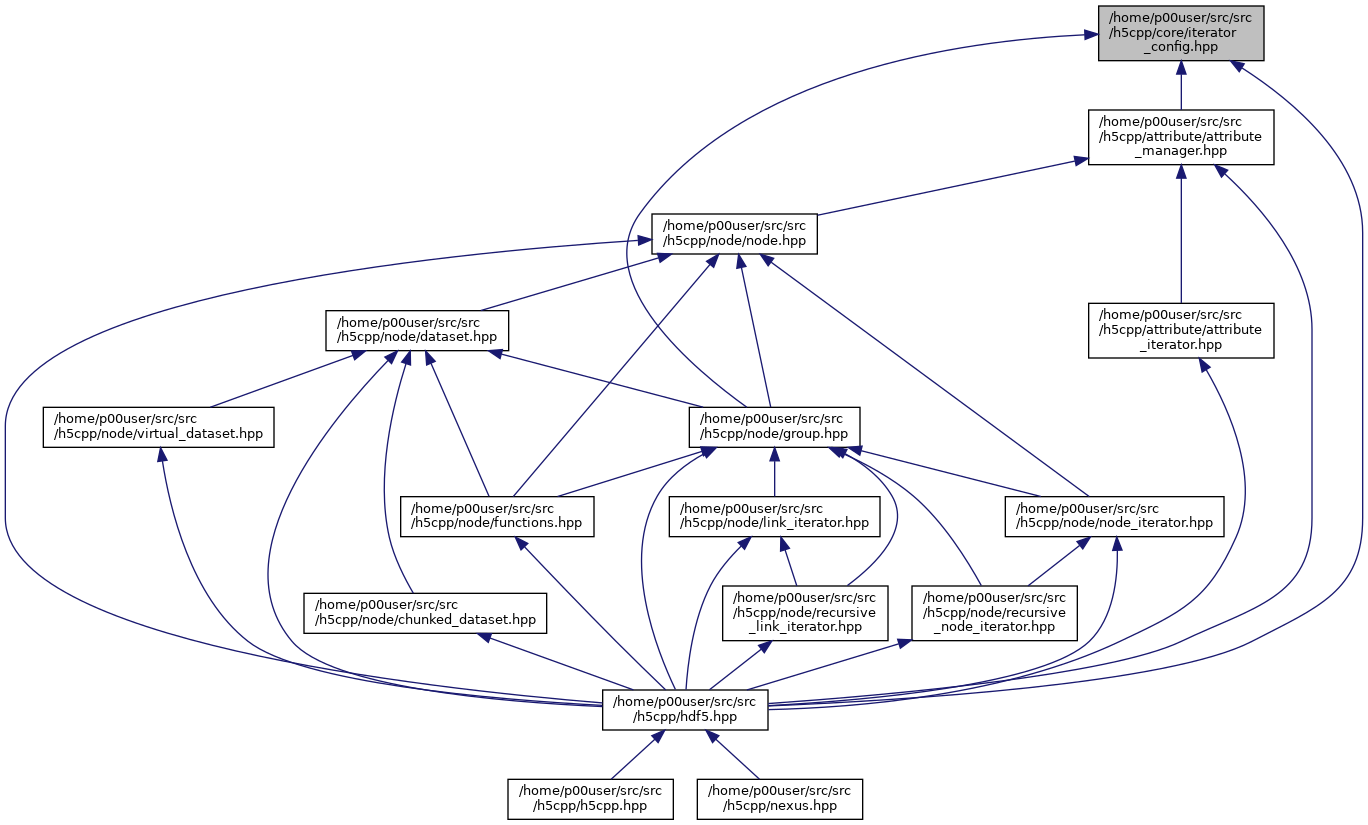 /home/p00user/src/src
/h5cpp/core/iterator
_config.hpp
/home/p00user/src/src
/h5cpp/attribute/attribute
_manager.hpp
/home/p00user/src/src
/h5cpp/node/node.hpp
/home/p00user/src/src
/h5cpp/attribute/attribute
_iterator.hpp
/home/p00user/src/src
/h5cpp/node/dataset.hpp
/home/p00user/src/src
/h5cpp/node/virtual_dataset.hpp
/home/p00user/src/src
/h5cpp/node/group.hpp
/home/p00user/src/src
/h5cpp/node/functions.hpp
/home/p00user/src/src
/h5cpp/node/link_iterator.hpp
/home/p00user/src/src
/h5cpp/node/node_iterator.hpp
/home/p00user/src/src
/h5cpp/node/chunked_dataset.hpp
/home/p00user/src/src
/h5cpp/node/recursive
_link_iterator.hpp
/home/p00user/src/src
/h5cpp/node/recursive
_node_iterator.hpp
/home/p00user/src/src
/h5cpp/hdf5.hpp
/home/p00user/src/src
/h5cpp/h5cpp.hpp
/home/p00user/src/src
/h5cpp/nexus.hpp